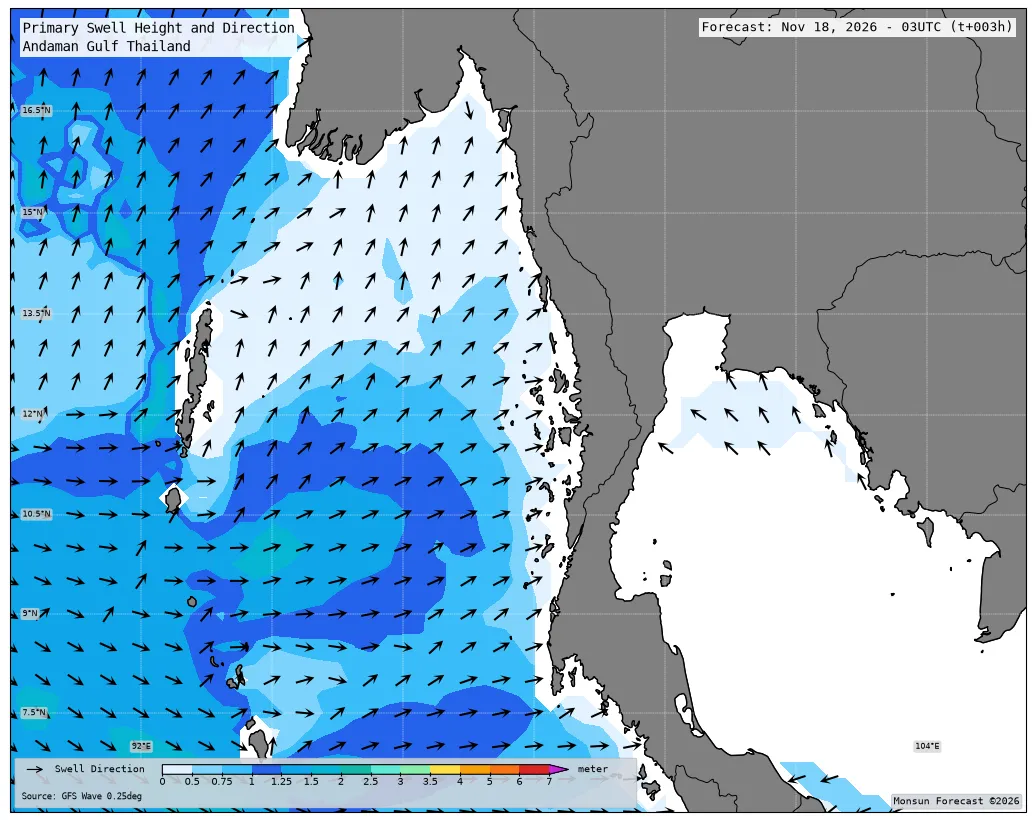 Primary Swell Height and Direction
Andaman Gulf Thailand
Forecast: Nov 18, 2026 - 03UTC (t+003h)
16.5°N
15°N
13.5°N
12°N
10.5°N
9°N
7.5°N
92°E
104°E
Swell Direction
meter
0 0.5 0.75 1 1.25 1.5 2 2.5 3 3.5 4 5 6 7
Source: GFS Wave 0.25deg
Monsun Forecast ©2026